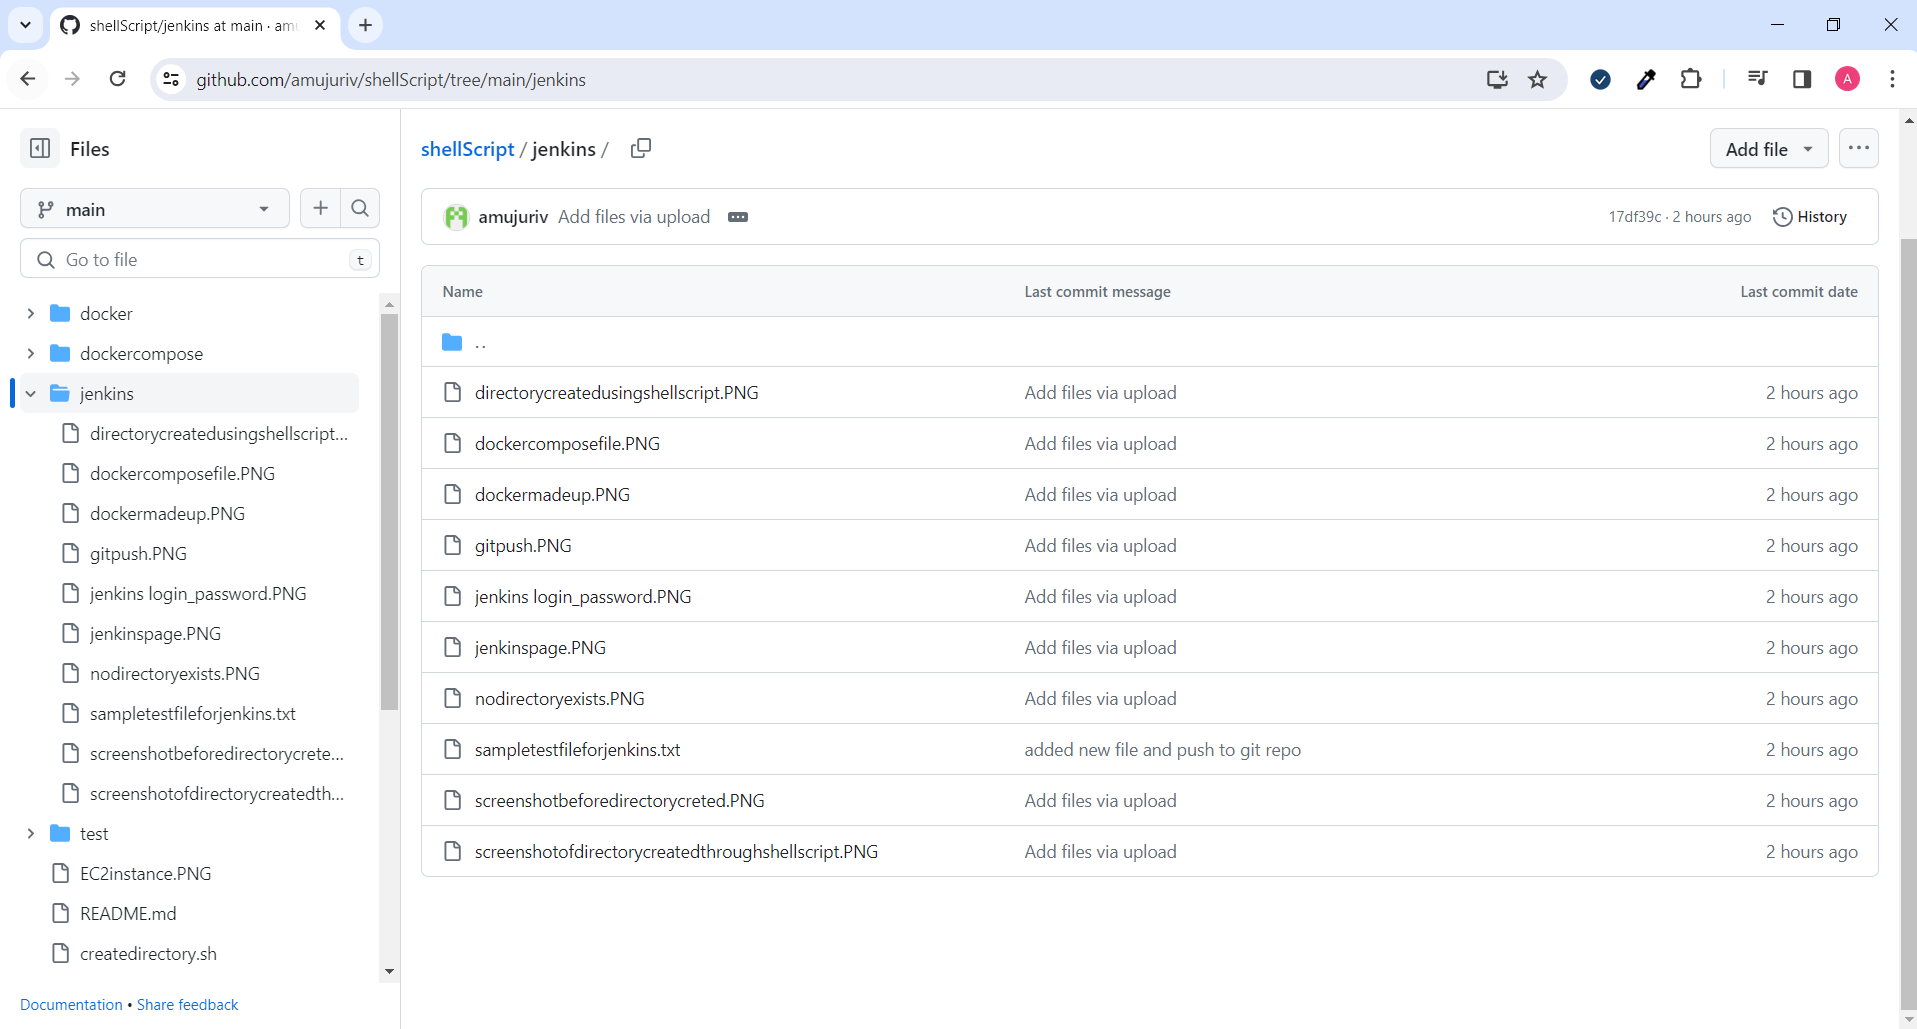 shellScript/jenkins at main · am
github.com/amujuriv/shellScript/tree/main/jenkins
A
Files
main
Go to file
t
docker
dockercompose
jenkins
directorycreatedusingshellscript...
dockercomposefile.PNG
dockermadeup.PNG
gitpush.PNG
jenkins login_password.PNG
jenkinspage.PNG
nodirectoryexists.PNG
sampletestfileforjenkins.txt
screenshotbeforedirectorycrete...
screenshotofdirectorycreatedth...
test
EC2instance.PNG
README.md
createdirectory.sh
Documentation • Share feedback
shellScript / jenkins /
Add file
amujuriv Add files via upload
17df39c · 2 hours ago History
Name Last commit message Last commit date
..
directorycreatedusingshellscript.PNG Add files via upload 2 hours ago
dockercomposefile.PNG Add files via upload 2 hours ago
dockermadeup.PNG Add files via upload 2 hours ago
gitpush.PNG Add files via upload 2 hours ago
jenkins login_password.PNG Add files via upload 2 hours ago
jenkinspage.PNG Add files via upload 2 hours ago
nodirectoryexists.PNG Add files via upload 2 hours ago
sampletestfileforjenkins.txt added new file and push to git repo 2 hours ago
screenshotbeforedirectorycreted.PNG Add files via upload 2 hours ago
screenshotofdirectorycreatedthroughshellscript.PNG Add files via upload 2 hours ago